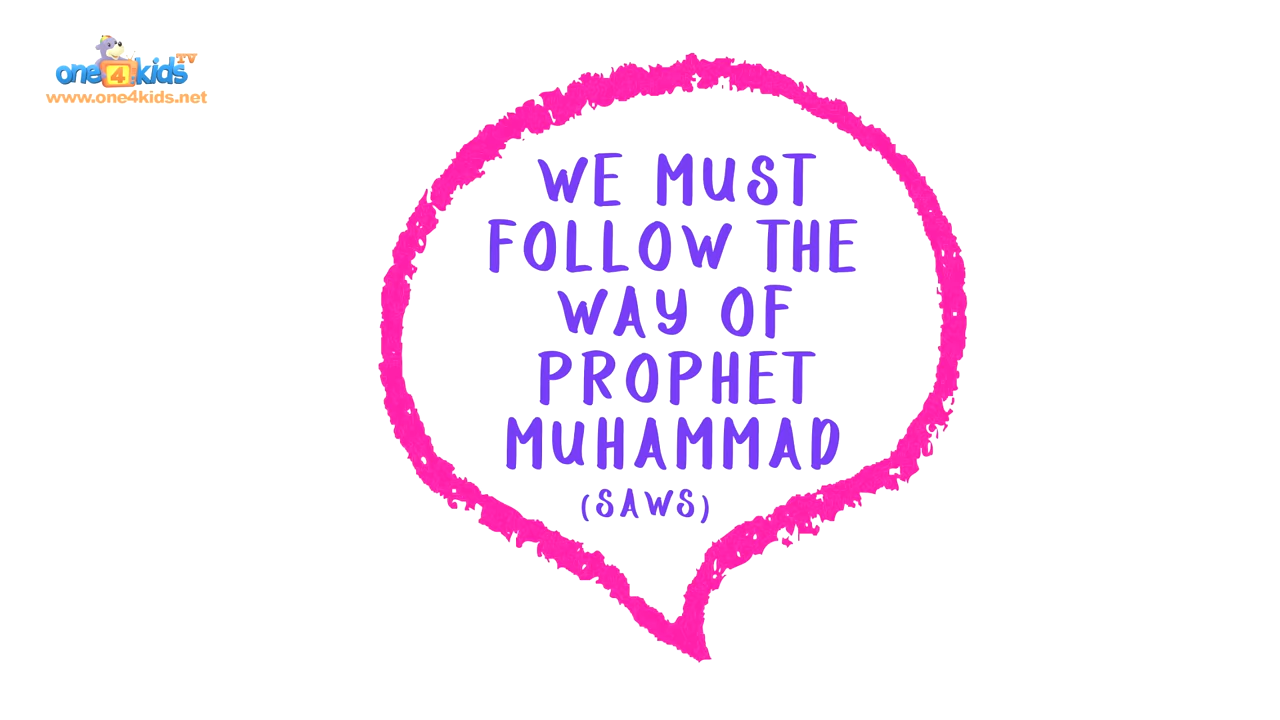 one4kids TV
www.one4kids.net
WE MUST
FOLLOW THE
WAY OF
PROPHET
MUHAMMAD
(SAWS)